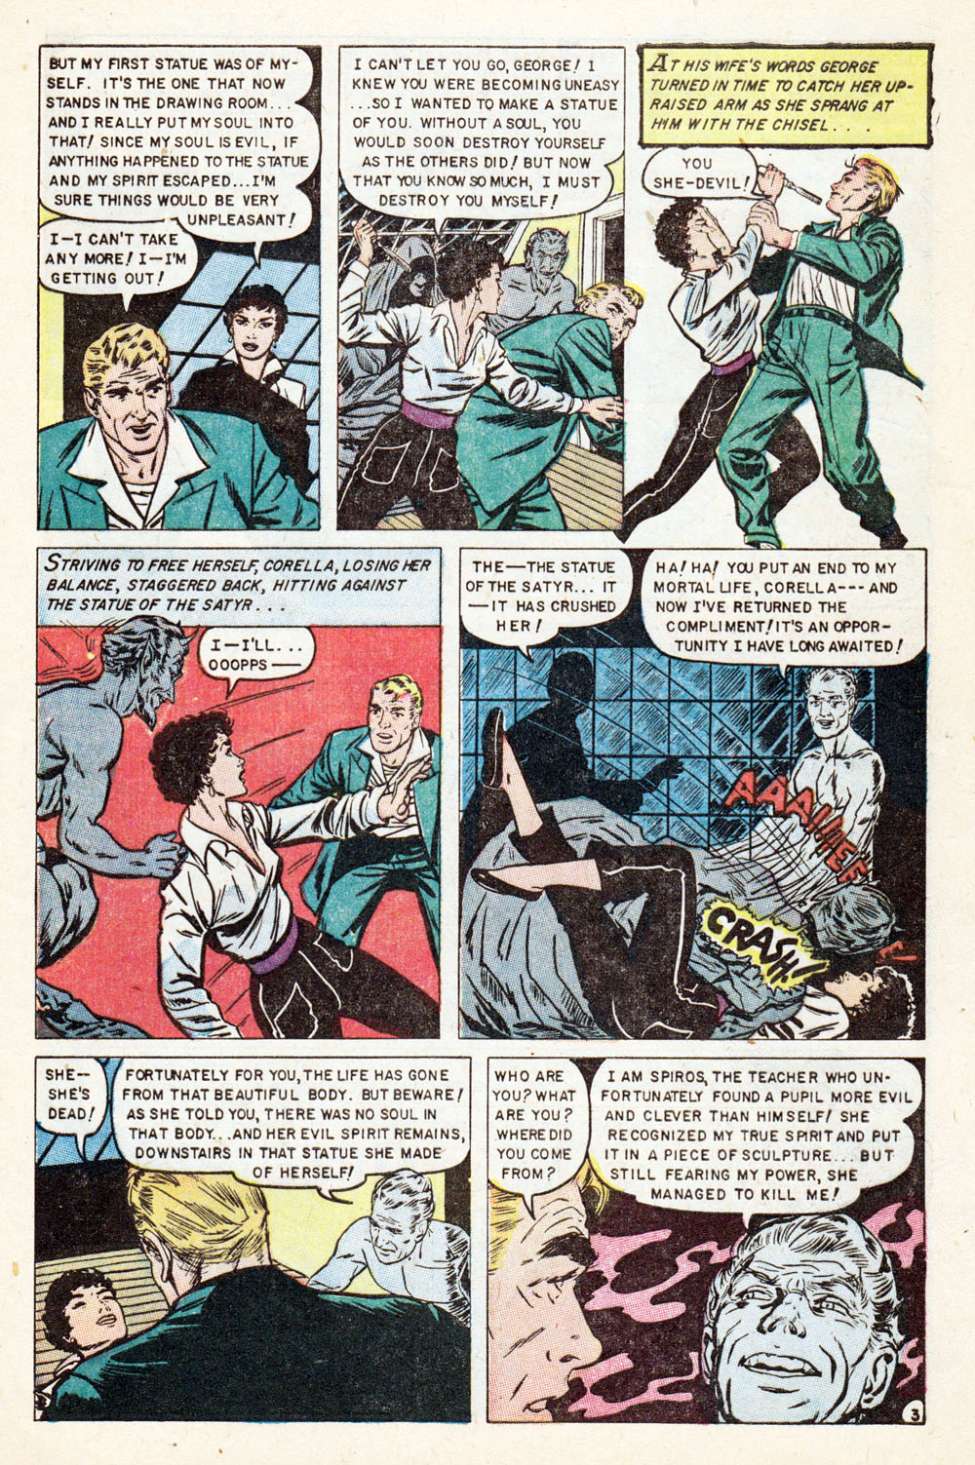 BUT MY FIRST STATUE WAS OF MY-
SELF. IT'S THE ONE THAT NOW
STANDS IN THE DRAWING ROOM...
AND I REALLY PUT MY SOUL INTO
THAT! SINCE MY SOUL IS EVIL, IF
ANYTHING HAPPENED TO THE STATUE
AND MY SPIRIT ESCAPED...I'M
SURE THINGS WOULD BE VERY
UNPLEASANT!
I-I CAN'T TAKE
ANY MORE! I-I'M
GETTING OUT!
I CAN'T LET YOU GO, GEORGE! I
KNEW YOU WERE BECOMING UNEASY
...SO I WANTED TO MAKE A STATUE
OF YOU. WITHOUT A SOUL, YOU
WOULD SOON DESTROY YOURSELF
AS THE OTHERS DID! BUT NOW
THAT YOU KNOW SO MUCH, I MUST
DESTROY YOU MYSELF!
AT HIS WIFE'S WORDS GEORGE
TURNED IN TIME TO CATCH HER UP-
RAISED ARM AS SHE SPRANG AT
HIM WITH THE CHISEL....
YOU
SHE-DEVIL!
STRIVING TO FREE HERSELF, CORELLA, LOSING HER
BALANCE, STAGGERED BACK, HITTING AGAINST
THE STATUE OF THE SATYR...
I-I'LL...
OOOPPS—
THE—THE STATUE
OF THE SATYR... IT
-IT HAS CRUSHED
HER!
HA! HA! YOU PUT AN END TO MY
MORTAL LIFE, CORELLA---AND
NOW I'VE RETURNED THE
COMPLIMENT! IT'S AN OPPOR-
TUNITY I HAVE LONG AWAITED!
AAAIIIEEE
CRASH!
SHE--
SHE'S
DEAD!
FORTUNATELY FOR YOU, THE LIFE HAS GONE
FROM THAT BEAUTIFUL BODY. BUT BEWARE!
AS SHE TOLD YOU, THERE WAS NO SOUL IN
THAT BODY...AND HER EVIL SPIRIT REMAINS,
DOWNSTAIRS IN THAT STATUE SHE MADE
OF HERSELF!
WHO ARE
YOU? WHAT
ARE YOU?
WHERE DID
YOU COME
FROM?
I AM SPIROS, THE TEACHER WHO UN-
FORTUNATELY FOUND A PUPIL MORE EVIL
AND CLEVER THAN HIMSELF! SHE
RECOGNIZED MY TRUE SPIRIT AND PUT
IT IN A PIECE OF SCULPTURE... BUT
STILL FEARING MY POWER, SHE
MANAGED TO KILL ME!
3